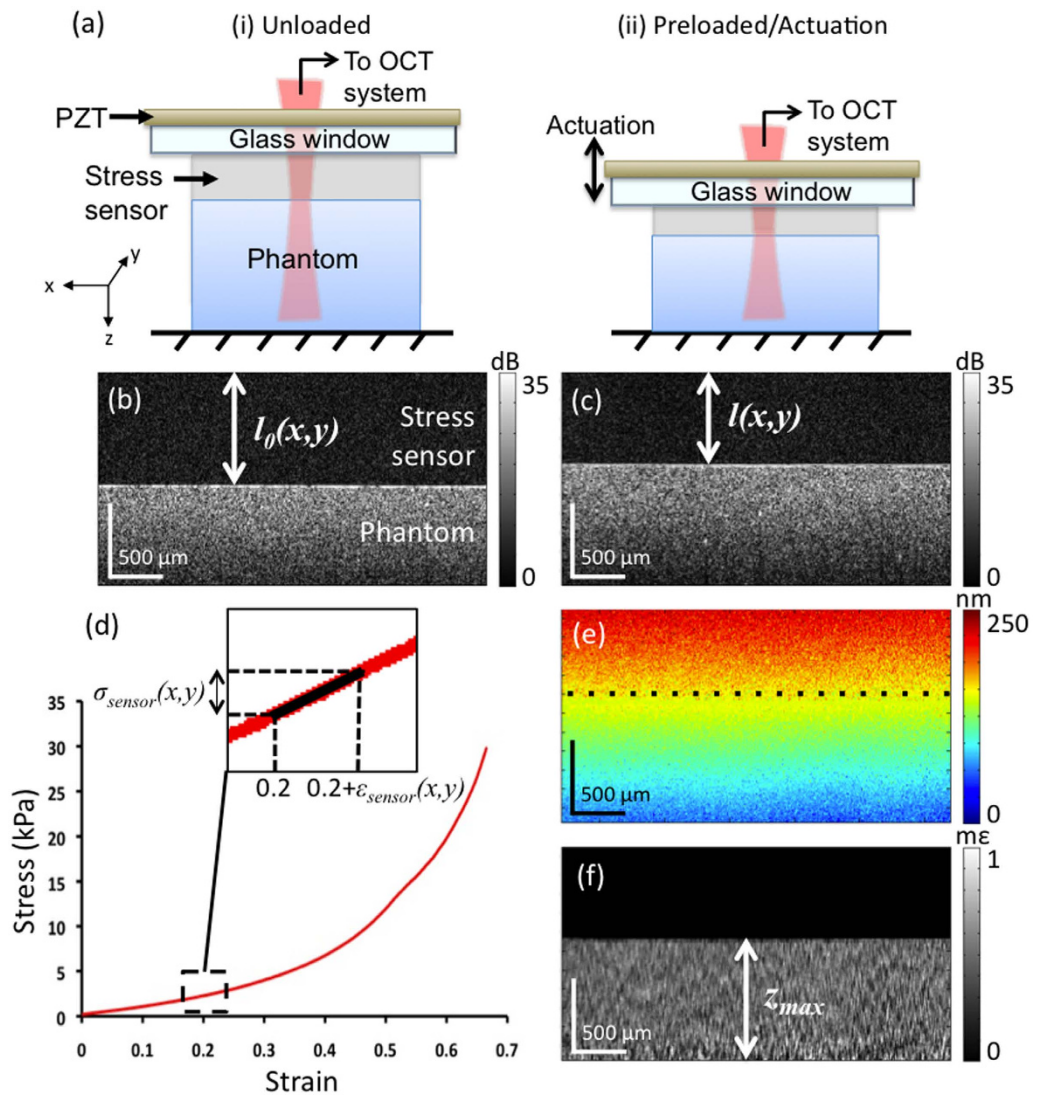 (a)
(i) Unloaded
(ii) Preloaded/Actuation
To OCT
system
PZT
Glass window
Stress
sensor
Phantom
x
y
z
To OCT
system
Actuation
Glass window
(b)
l₀(x,y)
Stress
sensor
Phantom
500 μm
dB
35
0
(c)
l(x,y)
500 μm
dB
35
0
(d)
σsensor(x,y)
0.2
0.2+εsensor(x,y)
Stress (kPa)
35
30
25
20
15
10
5
0
0
0.1
0.2
0.3
0.4
0.5
0.6
0.7
Strain
(e)
500 μm
nm
250
0
(f)
zmax
500 μm
mε
1
0